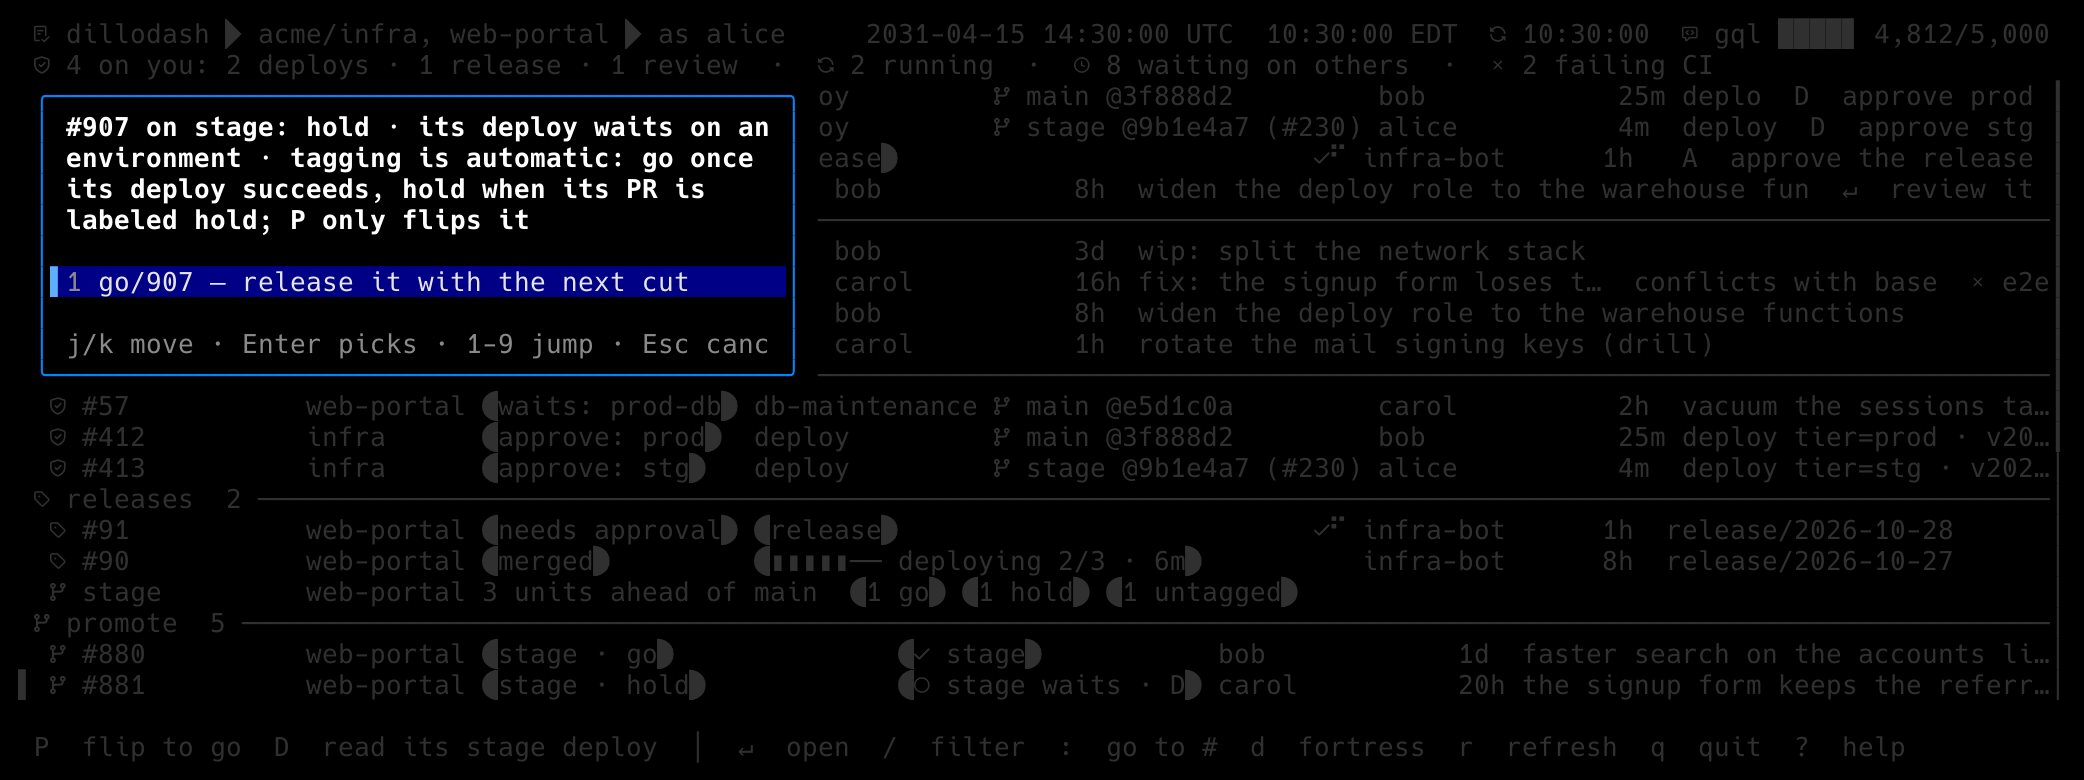 dillodash acme/infra, web-portal as alice 2031-04-15 14:30:00 UTC 10:30:00 EDT 10:30:00 gql 4,812/5,000
4 on you: 2 deploys · 1 release · 1 review · 2 running · 8 waiting on others · × 2 failing CI
oy main @3f888d2 bob 25m deplo D approve prod
#907 on stage: hold · its deploy waits on an oy stage @9b1e4a7 (#230) alice 4m deploy D approve stg
environment · tagging is automatic: go once ease ✓ infra-bot 1h A approve the release
its deploy succeeds, hold when its PR is bob 8h widen the deploy role to the warehouse fun ↵ review it
labeled hold; P only flips it
bob 3d wip: split the network stack
1 go/907 — release it with the next cut carol 16h fix: the signup form loses t… conflicts with base × e2e
bob 8h widen the deploy role to the warehouse functions
j/k move · Enter picks · 1-9 jump · Esc canc carol 1h rotate the mail signing keys (drill)
#57 web-portal waits: prod-db db-maintenance main @e5d1c0a carol 2h vacuum the sessions ta…
#412 infra approve: prod deploy main @3f888d2 bob 25m deploy tier=prod · v20…
#413 infra approve: stg deploy stage @9b1e4a7 (#230) alice 4m deploy tier=stg · v202…
releases 2
#91 web-portal needs approval release ✓ infra-bot 1h release/2026-10-28
#90 web-portal merged deploying 2/3 · 6m infra-bot 8h release/2026-10-27
stage web-portal 3 units ahead of main 1 go 1 hold 1 untagged
promote 5
#880 web-portal stage · go ✓ stage bob 1d faster search on the accounts li…
#881 web-portal stage · hold ○ stage waits · D carol 20h the signup form keeps the referr…
P flip to go D read its stage deploy │ ↵ open / filter : go to # d fortress r refresh q quit ? help